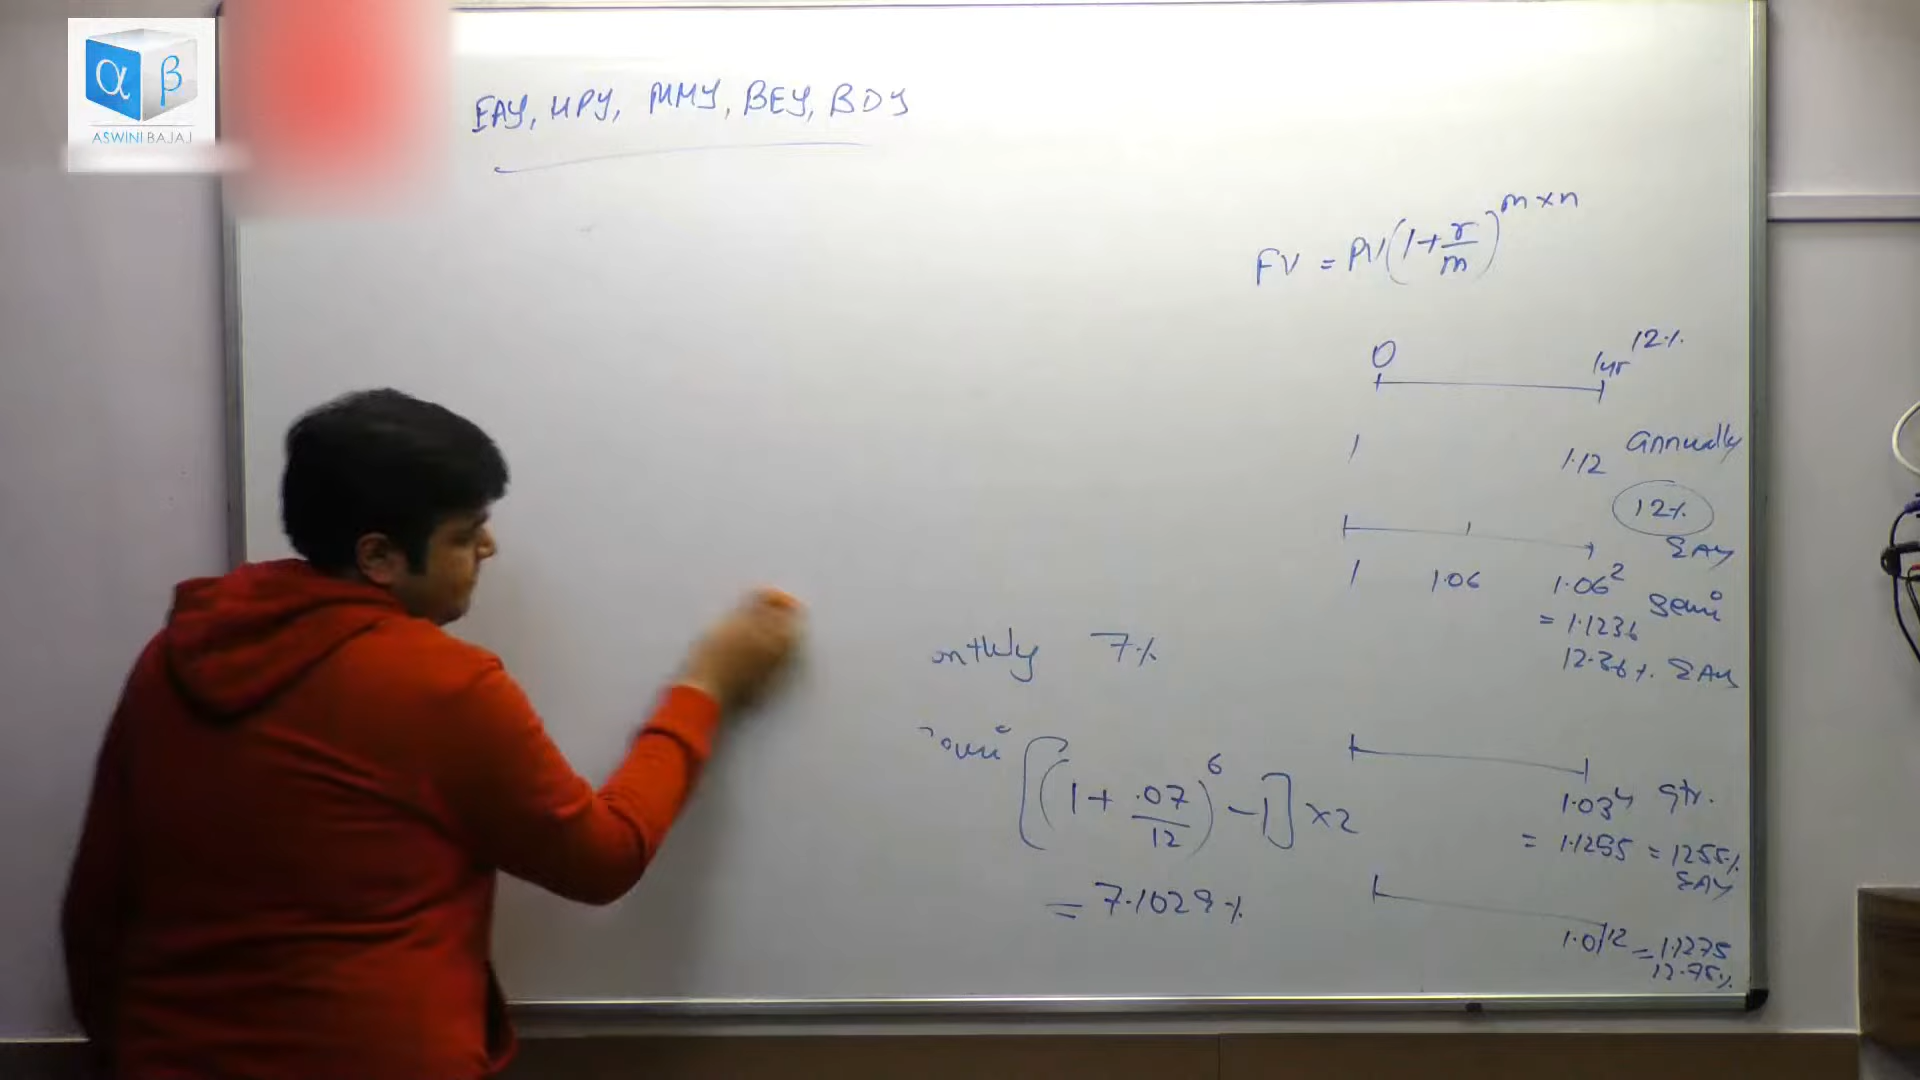 α β
ASWINI BAJAJ
EAY, HPY, MMY, BEY, BDY
FV = PV(1+r/m)^m×n
0 1yr 12%
1 1.12 annually
12%
EAY
1 1.06 1.06² semi
= 1.1236
12.36% EAY
onthly 7%
[(1+.07/12)^6 -1] ×2
= 7.1029%
1.03⁴ qtr.
= 1.1255 = 12.55%
EAY
1.01^12 = 1.1275
12.75%